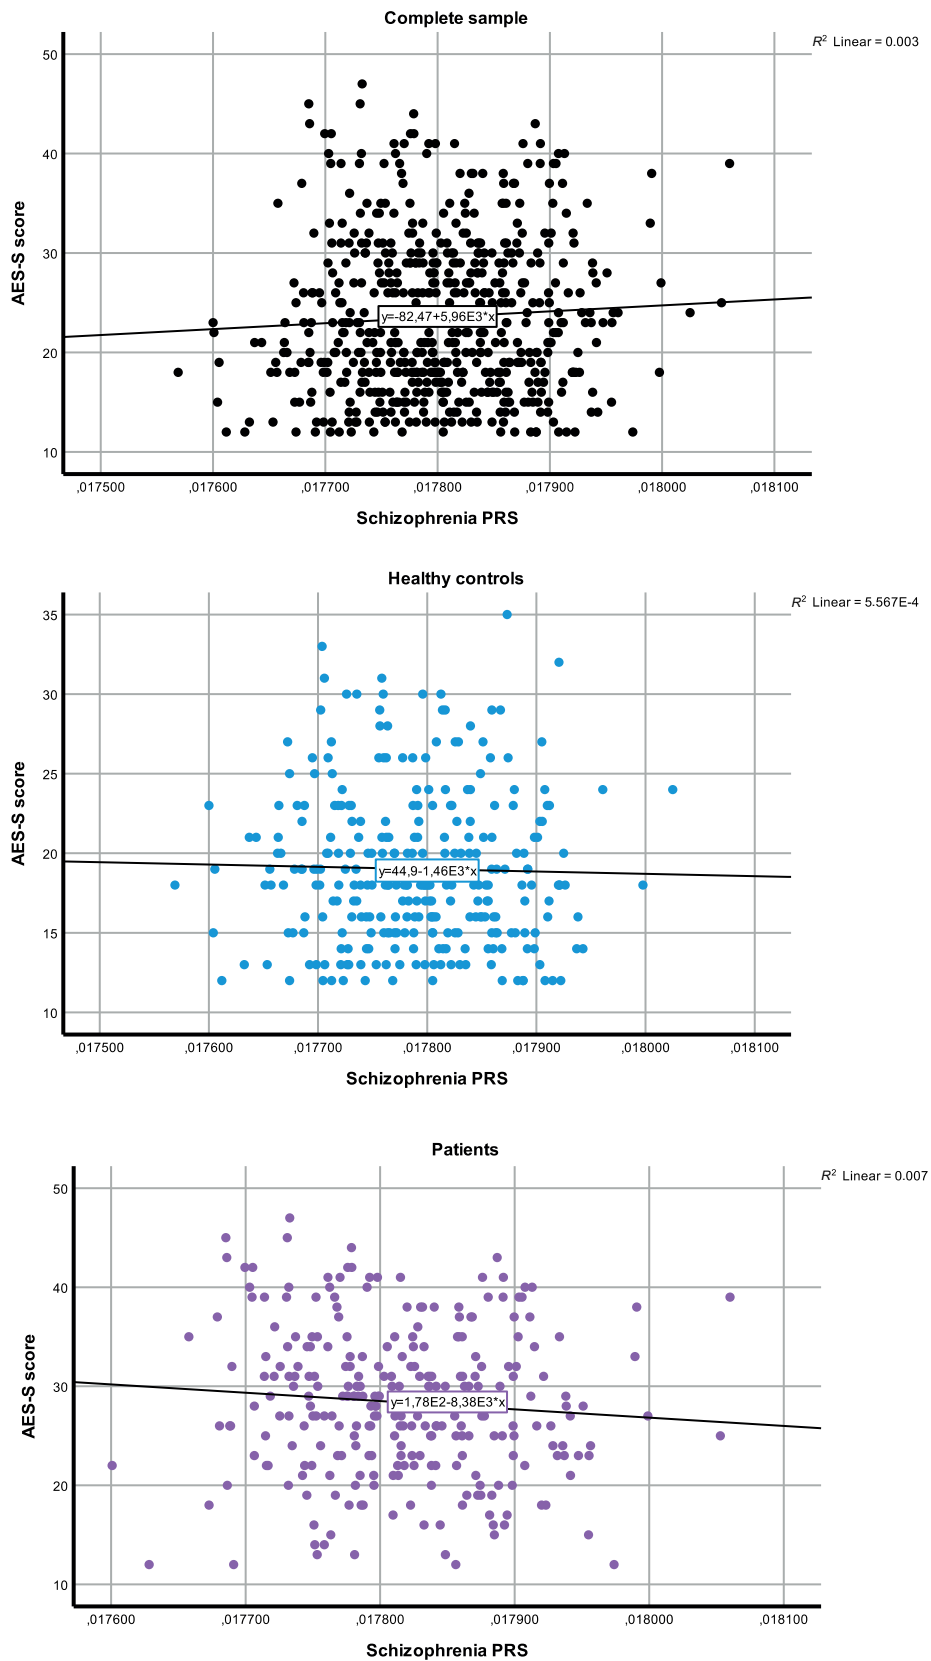 Complete sample
R² Linear = 0.003
50
40
30
20
10
AES-S score
y=-82,47+5,96E3*x
,017500 ,017600 ,017700 ,017800 ,017900 ,018000 ,018100
Schizophrenia PRS
Healthy controls
R² Linear = 5.567E-4
35
30
25
20
15
10
AES-S score
y=44,9-1,46E3*x
,017500 ,017600 ,017700 ,017800 ,017900 ,018000 ,018100
Schizophrenia PRS
Patients
R² Linear = 0.007
50
40
30
20
10
AES-S score
y=1,78E2-8,38E3*x
,017600 ,017700 ,017800 ,017900 ,018000 ,018100
Schizophrenia PRS